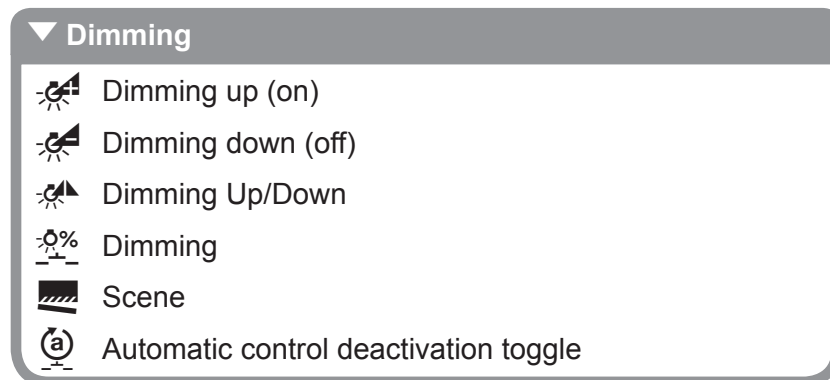 Dimming
Dimming up (on)
Dimming down (off)
Dimming Up/Down
% Dimming
Scene
a Automatic control deactivation toggle